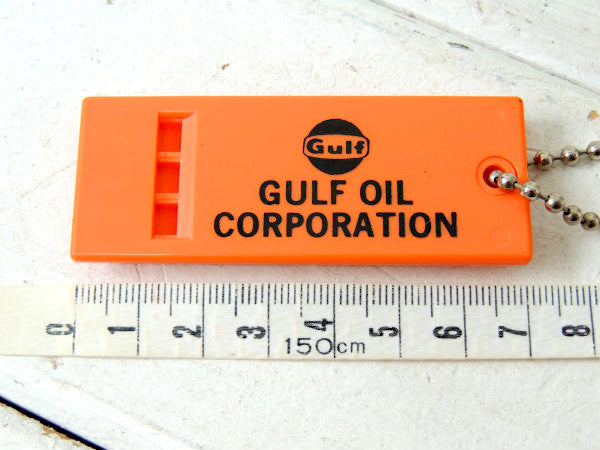 Gulf
GULF OIL
CORPORATION
0 1 2 3 4 5 6 7 8
150cm